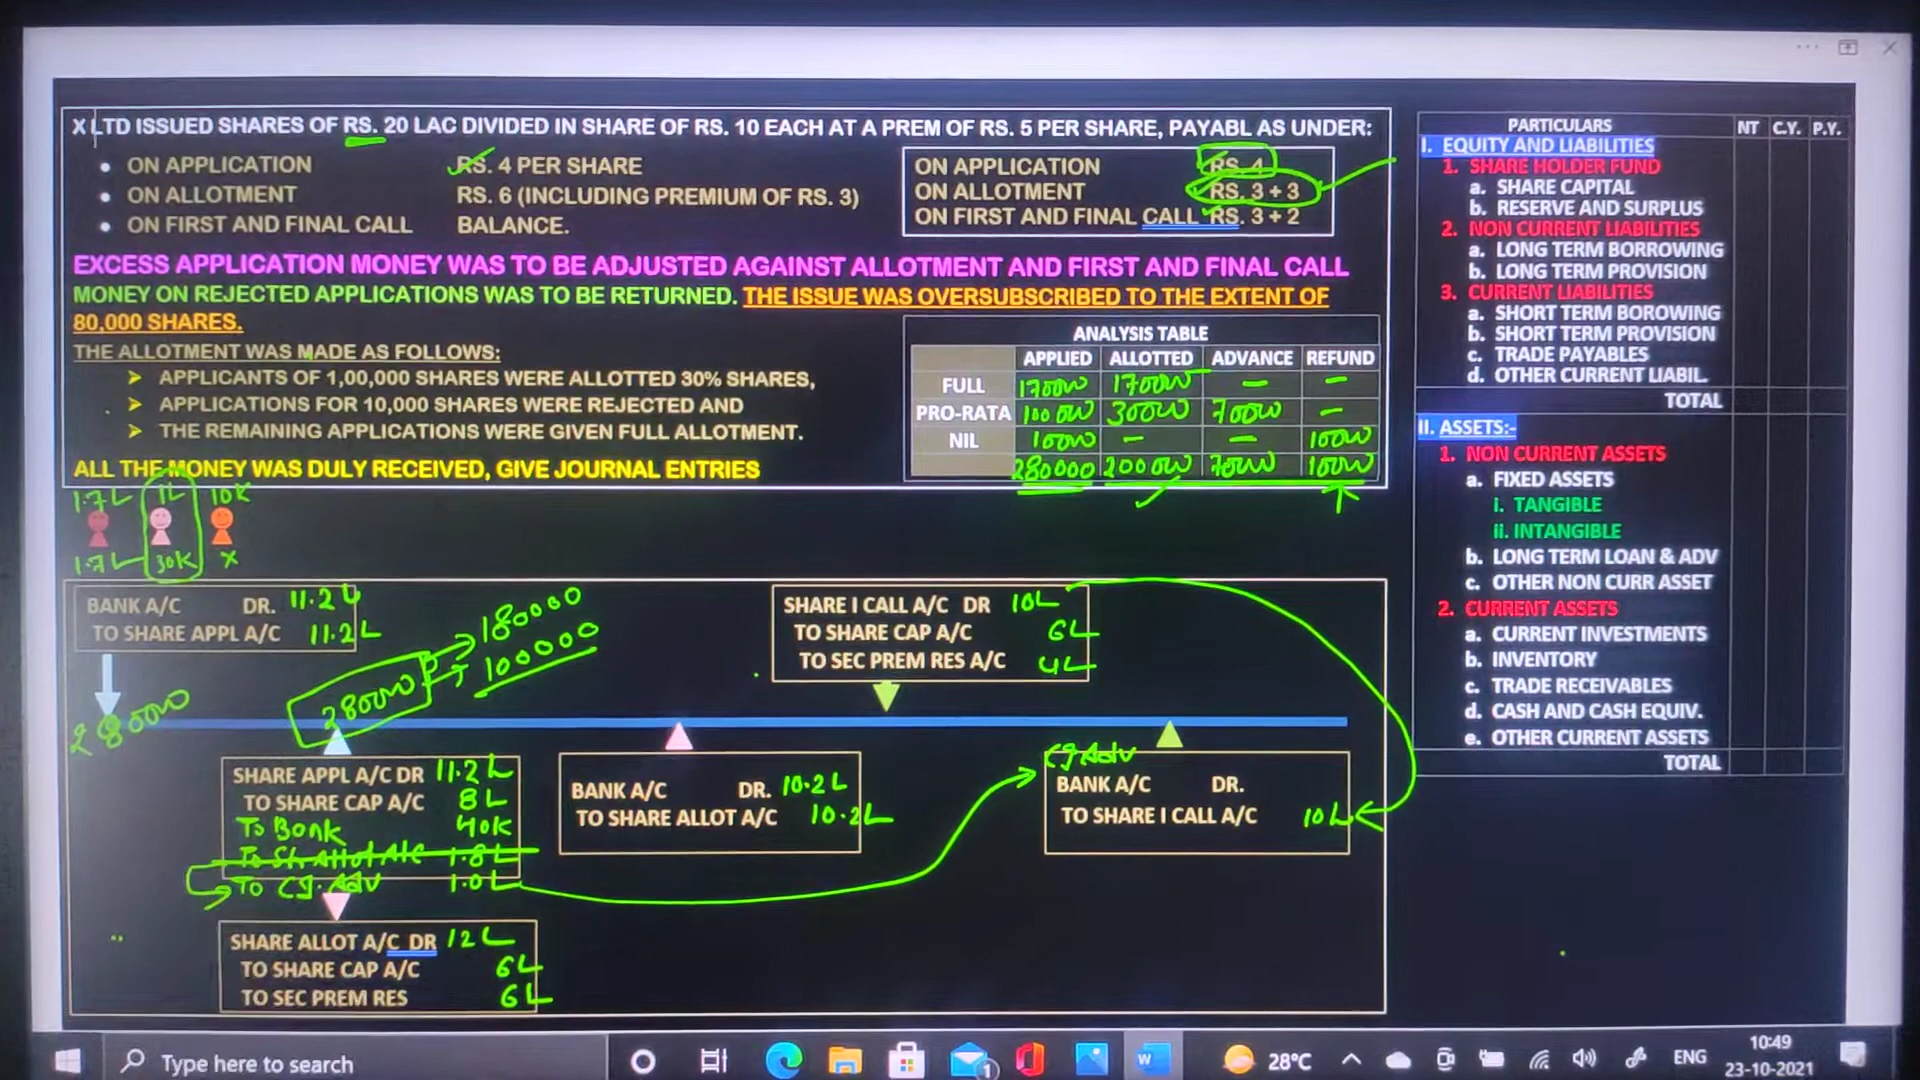 X LTD ISSUED SHARES OF RS. 20 LAC DIVIDED IN SHARE OF RS. 10 EACH AT A PREM OF RS. 5 PER SHARE, PAYABL AS UNDER:
• ON APPLICATION RS. 4 PER SHARE
• ON ALLOTMENT RS. 6 (INCLUDING PREMIUM OF RS. 3)
• ON FIRST AND FINAL CALL BALANCE.
ON APPLICATION RS. 4
ON ALLOTMENT RS. 3 + 3
ON FIRST AND FINAL CALL RS. 3 + 2
EXCESS APPLICATION MONEY WAS TO BE ADJUSTED AGAINST ALLOTMENT AND FIRST AND FINAL CALL
MONEY ON REJECTED APPLICATIONS WAS TO BE RETURNED. THE ISSUE WAS OVERSUBSCRIBED TO THE EXTENT OF
80,000 SHARES.
THE ALLOTMENT WAS MADE AS FOLLOWS:
➢ APPLICANTS OF 1,00,000 SHARES WERE ALLOTTED 30% SHARES,
➢ APPLICATIONS FOR 10,000 SHARES WERE REJECTED AND
➢ THE REMAINING APPLICATIONS WERE GIVEN FULL ALLOTMENT.
ALL THE MONEY WAS DULY RECEIVED, GIVE JOURNAL ENTRIES
ANALYSIS TABLE
APPLIED ALLOTTED ADVANCE REFUND
FULL 170000 170000 — —
PRO-RATA 100000 30000 70000 —
NIL 10000 — — 10000
280000 200000 70000 10000
1.7L 1L 10K
1.7L 30K X
BANK A/C DR. 11.2L
TO SHARE APPL A/C 11.2L
280000
280000
180000
100000
SHARE I CALL A/C DR 10L
TO SHARE CAP A/C 6L
TO SEC PREM RES A/C 4L
SHARE APPL A/C DR 11.2L
TO SHARE CAP A/C 8L
To Bank 40K
To Sh Allot A/c 1.8L
To Cg. Adv 1.0L
BANK A/C DR. 10.2L
TO SHARE ALLOT A/C 10.2L
Cg Adv
BANK A/C DR.
TO SHARE I CALL A/C 10L
SHARE ALLOT A/C DR 12L
TO SHARE CAP A/C 6L
TO SEC PREM RES 6L
PARTICULARS NT C.Y. P.Y.
I. EQUITY AND LIABILITIES
1. SHARE HOLDER FUND
a. SHARE CAPITAL
b. RESERVE AND SURPLUS
2. NON CURRENT LIABILITIES
a. LONG TERM BORROWING
b. LONG TERM PROVISION
3. CURRENT LIABILITIES
a. SHORT TERM BOROWING
b. SHORT TERM PROVISION
c. TRADE PAYABLES
d. OTHER CURRENT LIABIL.
TOTAL
II. ASSETS:-
1. NON CURRENT ASSETS
a. FIXED ASSETS
i. TANGIBLE
ii. INTANGIBLE
b. LONG TERM LOAN & ADV
c. OTHER NON CURR ASSET
2. CURRENT ASSETS
a. CURRENT INVESTMENTS
b. INVENTORY
c. TRADE RECEIVABLES
d. CASH AND CASH EQUIV.
e. OTHER CURRENT ASSETS
TOTAL
Type here to search
1
W
28°C
ENG
10:49
23-10-2021